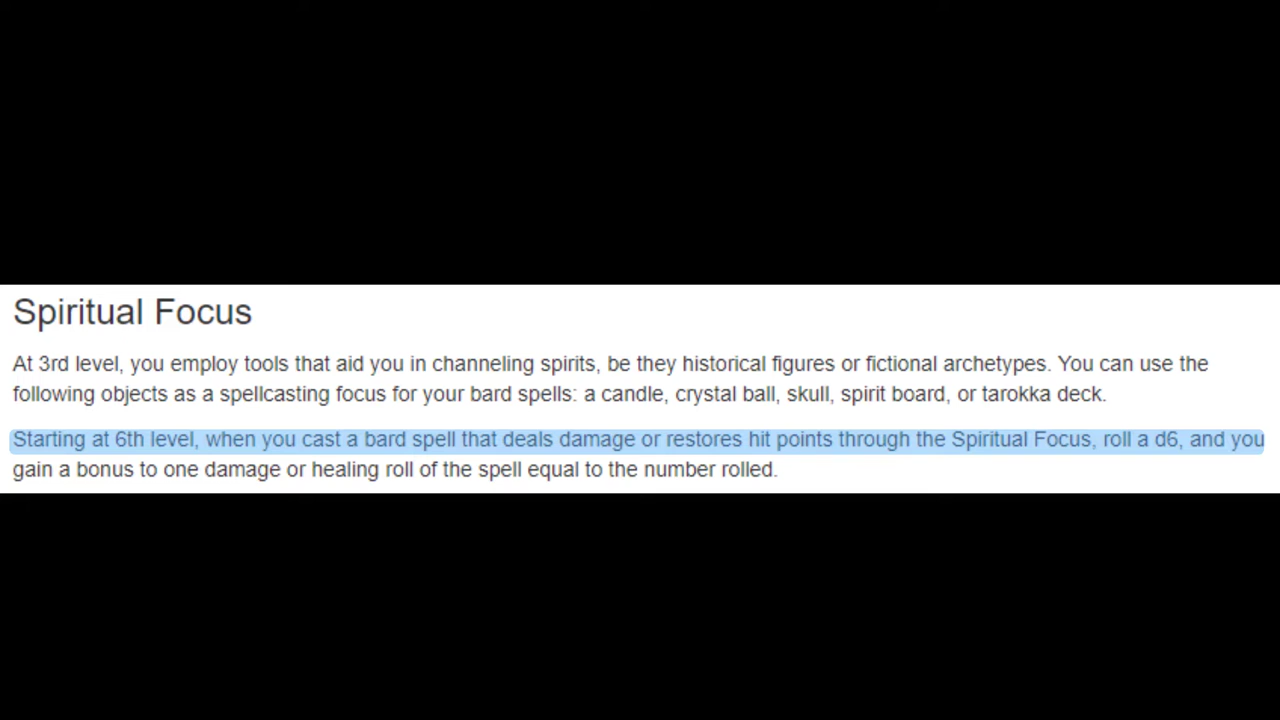 Spiritual Focus
At 3rd level, you employ tools that aid you in channeling spirits, be they historical figures or fictional archetypes. You can use the
following objects as a spellcasting focus for your bard spells: a candle, crystal ball, skull, spirit board, or tarokka deck.
Starting at 6th level, when you cast a bard spell that deals damage or restores hit points through the Spiritual Focus, roll a d6, and you
gain a bonus to one damage or healing roll of the spell equal to the number rolled.